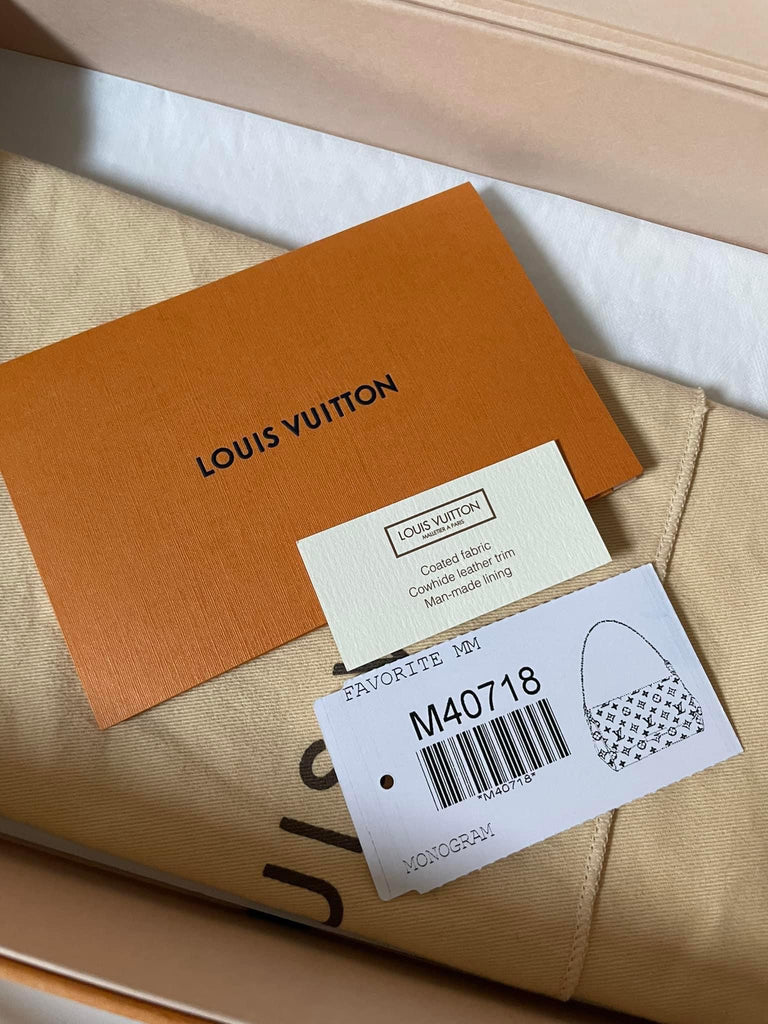 LOUIS VUITTON
LOUIS VUITTON
MALLETIER A PARIS
Coated fabric
Cowhide leather trim
Man-made lining
FAVORITE MM
M40718
*M40718*
MONOGRAM